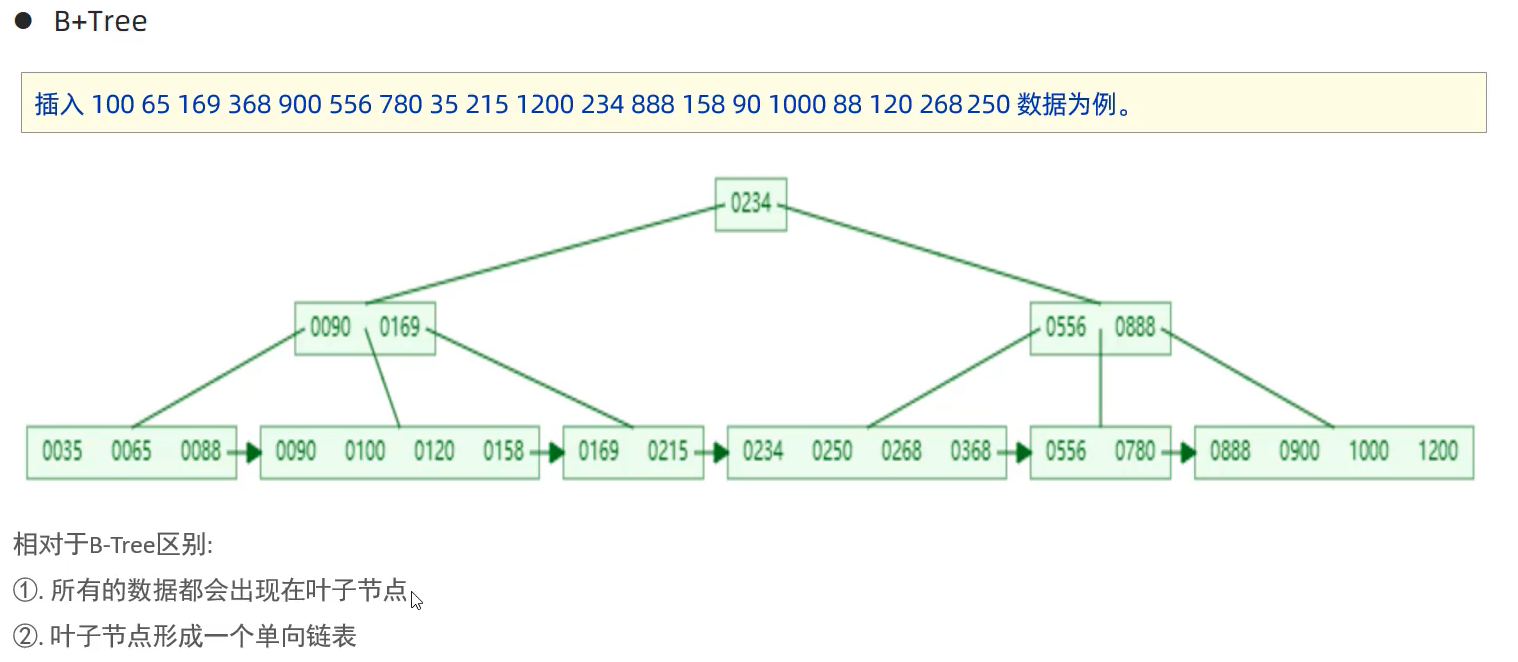 ● B+Tree
插入 100 65 169 368 900 556 780 35 215 1200 234 888 158 90 1000 88 120 268 250 数据为例。
0234
0090 0169 0556 0888
0035 0065 0088 0090 0100 0120 0158 0169 0215 0234 0250 0268 0368 0556 0780 0888 0900 1000 1200
相对于B-Tree区别:
①. 所有的数据都会出现在叶子节点
②. 叶子节点形成一个单向链表